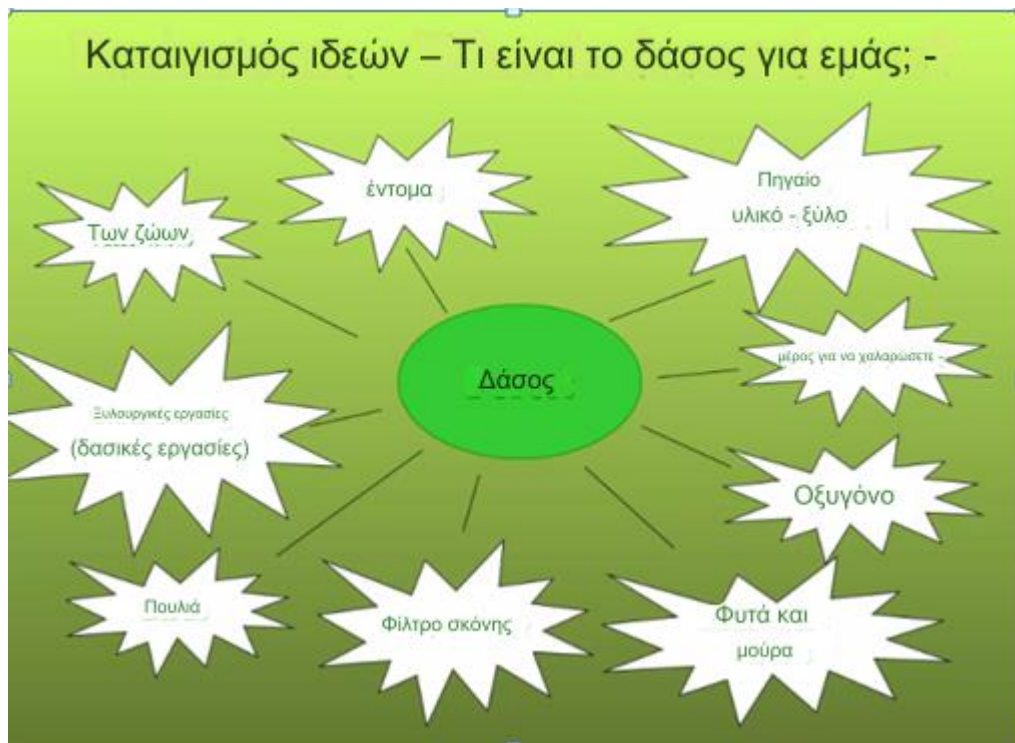 Καταιγισμός ιδεών – Τι είναι το δάσος για εμάς; -
έντομα
Πηγαίο
υλικό - ξύλο
Των ζώων
μέρος για να χαλαρώσετε -
Δάσος
Ξυλουργικές εργασίες
(δασικές εργασίες)
Οξυγόνο
Πουλιά
Φίλτρο σκόνης
Φυτά και
μούρα